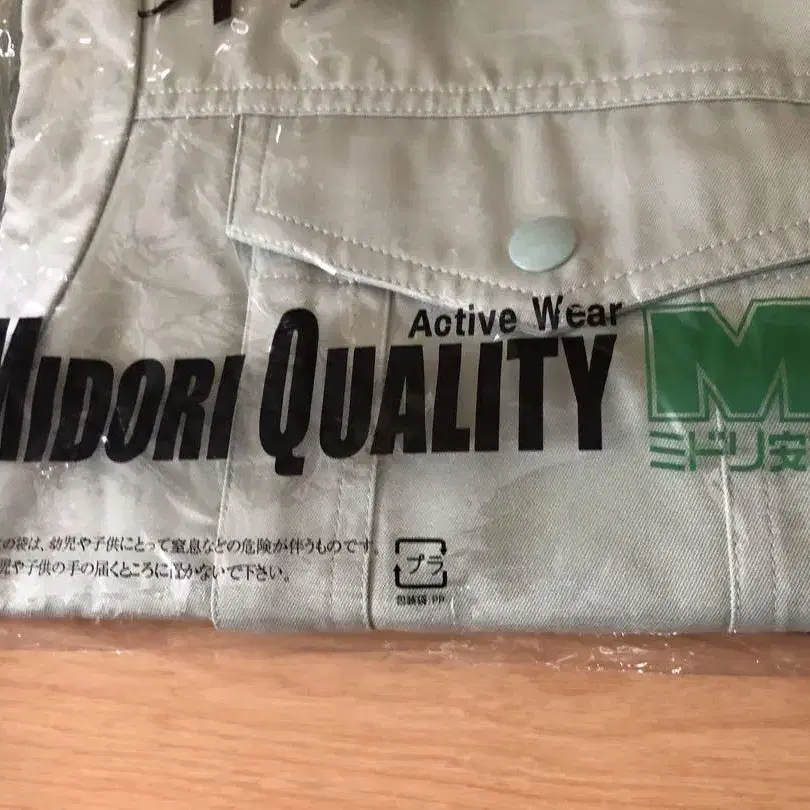 Active Wear
MIDORI QUALITY
M
ミドリ安
の袋は、幼児や子供にとって窒息などの危険が伴うものです。
児や子供の手の届くところに置かないで下さい。
プラ
包装袋:PP